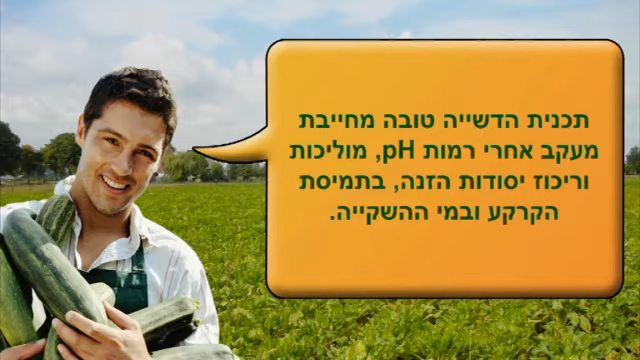 תכנית הדשייה טובה מחייבת
מעקב אחרי רמות pH, מוליכות
וריכוז יסודות הזנה, בתמיסת
הקרקע ובמי ההשקייה.